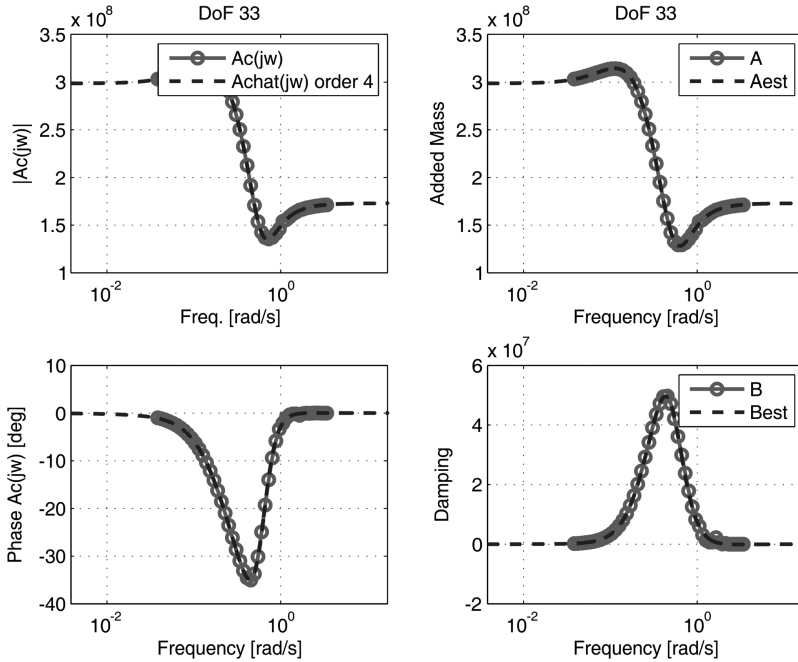 DoF 33
x 10^8
3.5
3
3.5
2
1.5
1
|Ac(jw)|
Ac(jw)
Achat(jw) order 4
10^-2
10^0
Freq. [rad/s]
DoF 33
x 10^8
3.5
3
3.5
2
1.5
1
Added Mass
A
Aest
10^-2
10^0
Frequency [rad/s]
10
0
-10
-20
-30
-40
Phase Ac(jw) [deg]
10^-2
10^0
Frequency [rad/s]
x 10^7
6
4
2
0
-2
Damping
B
Best
10^-2
10^0
Frequency [rad/s]